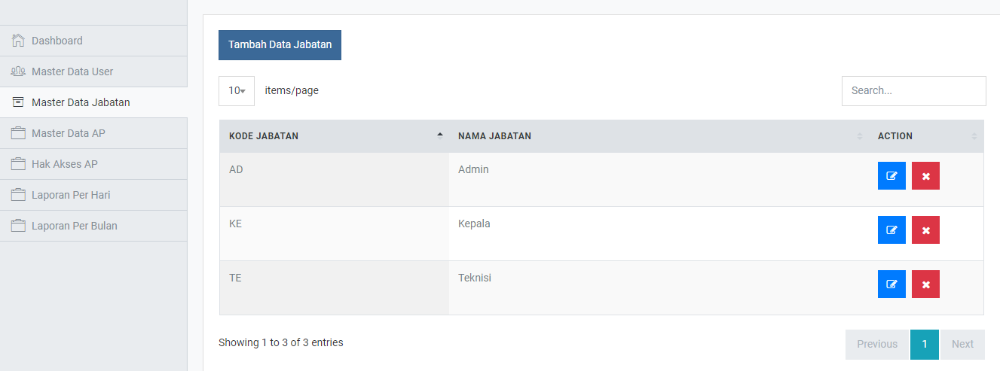 Dashboard
Master Data User
Master Data Jabatan
Master Data AP
Hak Akses AP
Laporan Per Hari
Laporan Per Bulan
Tambah Data Jabatan
10 items/page
Search...
KODE JABATAN NAMA JABATAN ACTION
AD Admin
KE Kepala
TE Teknisi
Showing 1 to 3 of 3 entries
Previous 1 Next